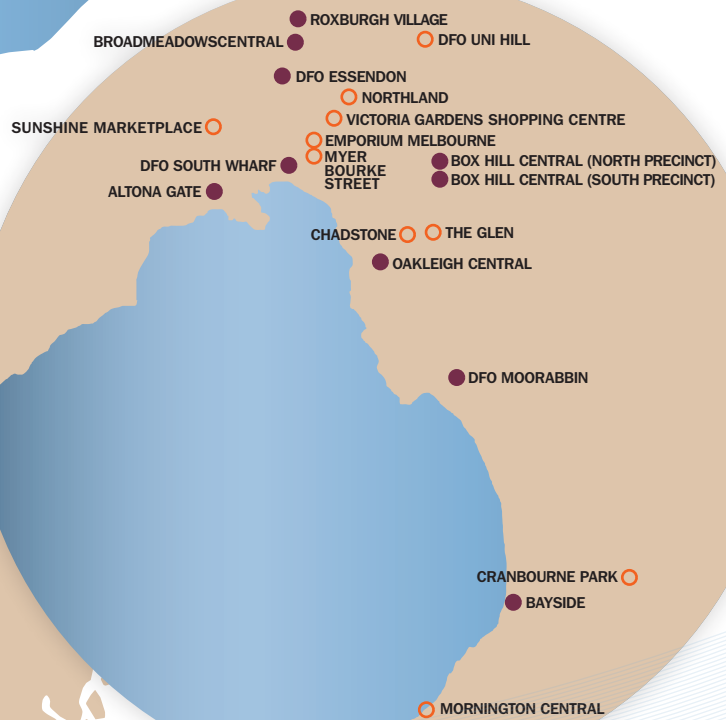 ROXBURGH VILLAGE
BROADMEADOWSCENTRAL
DFO UNI HILL
DFO ESSENDON
NORTHLAND
VICTORIA GARDENS SHOPPING CENTRE
SUNSHINE MARKETPLACE
EMPORIUM MELBOURNE
MYER
BOURKE
STREET
DFO SOUTH WHARF
BOX HILL CENTRAL (NORTH PRECINCT)
BOX HILL CENTRAL (SOUTH PRECINCT)
ALTONA GATE
CHADSTONE
THE GLEN
OAKLEIGH CENTRAL
DFO MOORABBIN
CRANBOURNE PARK
BAYSIDE
MORNINGTON CENTRAL